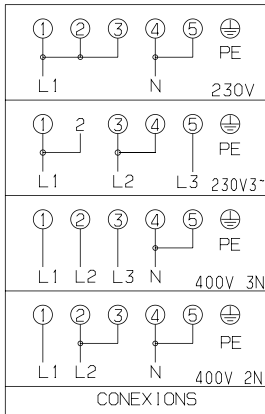 1 2 3 4 5
PE
L1 N 230V
1 2 3 4 5
PE
L1 L2 L3 230V3~
1 2 3 4 5
PE
L1 L2 L3 N 400V 3N
1 2 3 4 5
PE
L1 L2 N 400V 2N
CONEXIONS